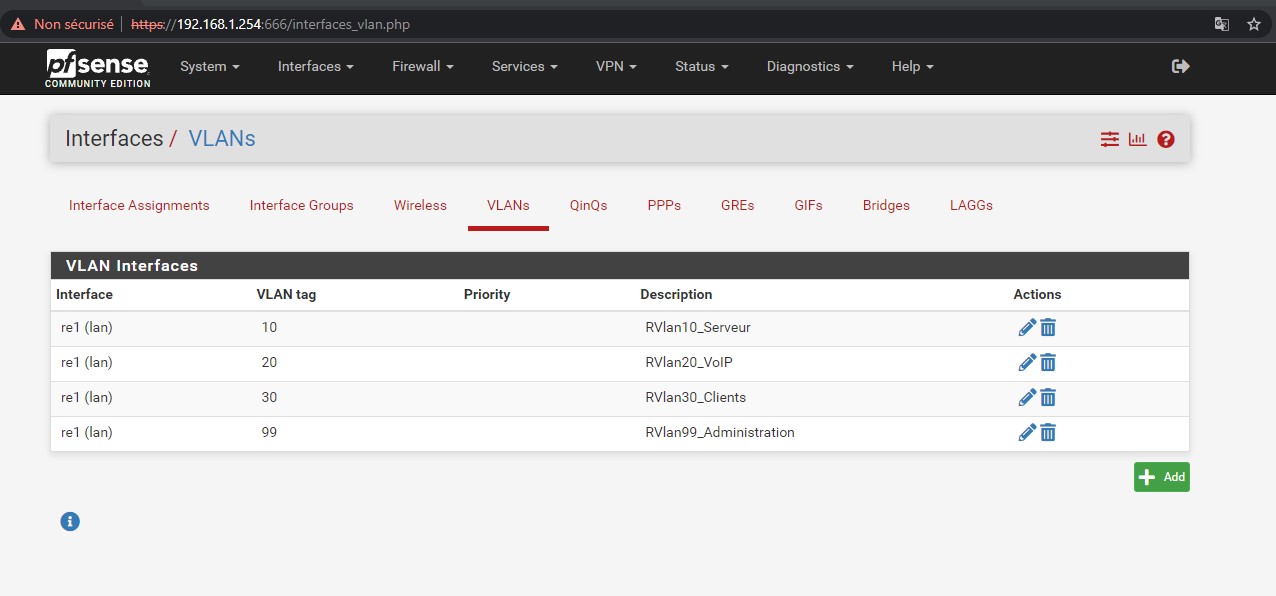 Non sécurisé https://192.168.1.254:666/interfaces_vlan.php
pfsense
COMMUNITY EDITION
System Interfaces Firewall Services VPN Status Diagnostics Help
Interfaces / VLANs
Interface Assignments Interface Groups Wireless VLANs QinQs PPPs GREs GIFs Bridges LAGGs
VLAN Interfaces
Interface VLAN tag Priority Description Actions
re1 (lan) 10 RVlan10_Serveur
re1 (lan) 20 RVlan20_VoIP
re1 (lan) 30 RVlan30_Clients
re1 (lan) 99 RVlan99_Administration
Add